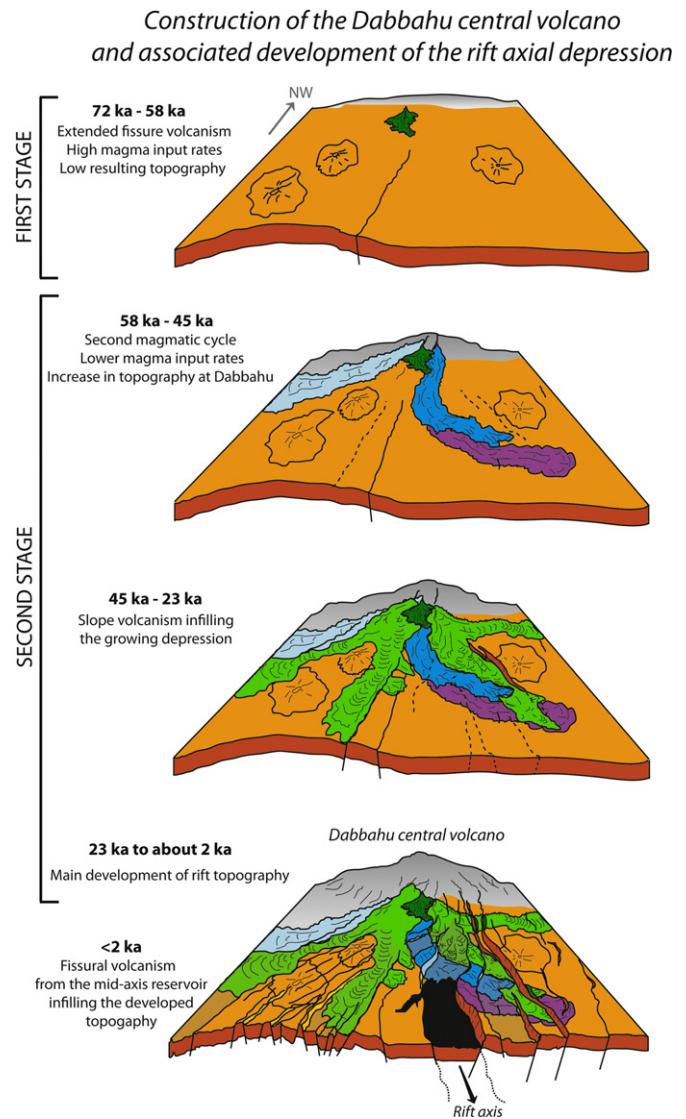 Construction of the Dabbahu central volcano
and associated development of the rift axial depression
NW
FIRST STAGE
72 ka - 58 ka
Extended fissure volcanism
High magma input rates
Low resulting topography
SECOND STAGE
58 ka - 45 ka
Second magmatic cycle
Lower magma input rates
Increase in topography at Dabbahu
45 ka - 23 ka
Slope volcanism infilling
the growing depression
23 ka to about 2 ka
Main development of rift topography
Dabbahu central volcano
<2 ka
Fissural volcanism
from the mid-axis reservoir
infilling the developed
topogaphy
Rift axis